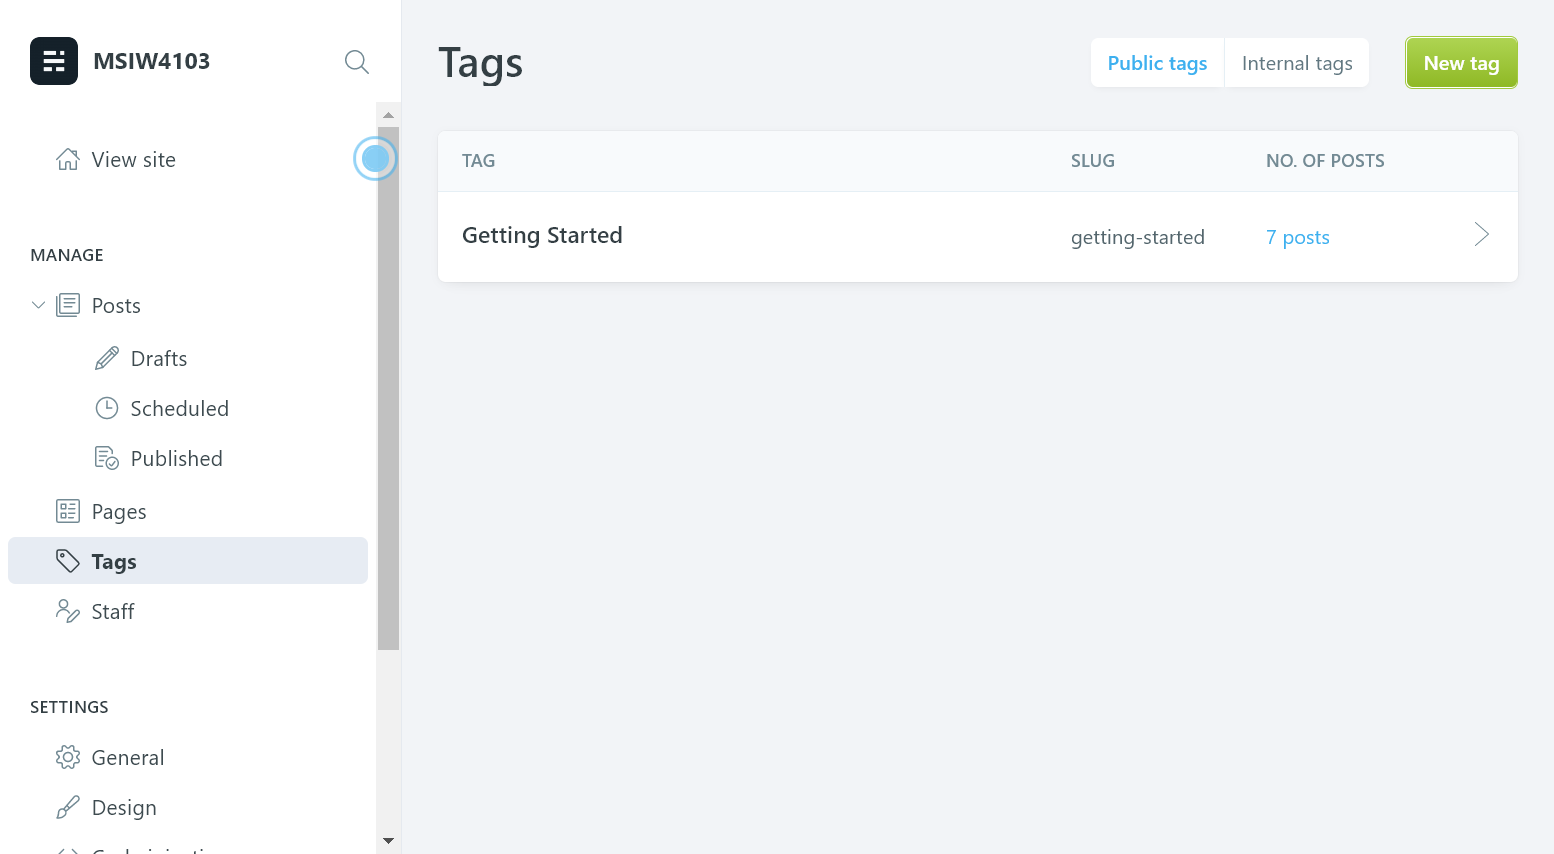 MSIW4103
View site
MANAGE
Posts
Drafts
Scheduled
Published
Pages
Tags
Staff
SETTINGS
General
Design
Tags
Public tags
Internal tags
New tag
TAG SLUG NO. OF POSTS
Getting Started getting-started 7 posts